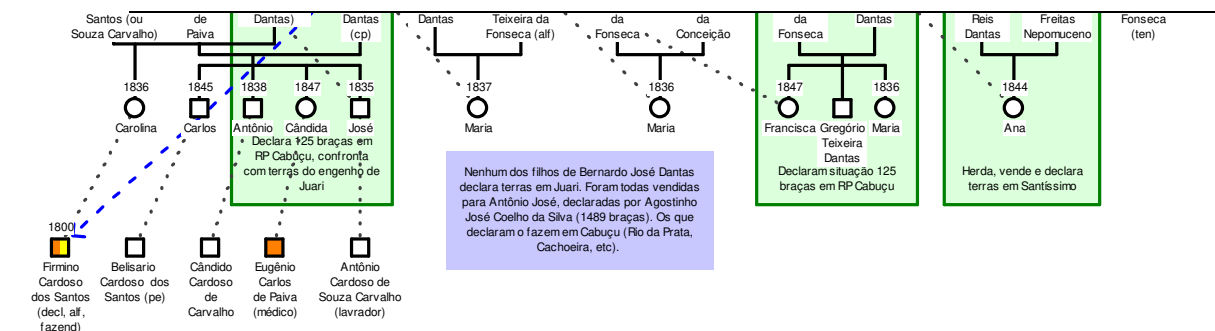 Santos (ou
Souza Carvalho)
de
Paiva
Dantas)
Dantas
(cp)
Dantas
Teixeira da
Fonseca (alf)
da
Fonseca
da
Conceição
da
Fonseca
Dantas
Reis
Dantas
Freitas
Nepomuceno
Fonseca
(ten)
1836
Carolina
1845
Carlos
1838
Antônio
1847
Cândida
1835
José
Declara 125 braças em
RP Cabuçu, confronta
com terras do engenho de
Juari
1837
Maria
1836
Maria
1847
Francisca
Gregório
Teixeira
Dantas
1836
Maria
Declaram situação 125
braças em RP Cabuçu
1844
Ana
Herda, vende e declara
terras em Santíssimo
Nenhum dos filhos de Bernardo José Dantas
declara terras em Juari. Foram todas vendidas
para Antônio José, declaradas por Agostinho
José Coelho da Silva (1489 braças). Os que
declaram o fazem em Cabuçu (Rio da Prata,
Cachoeira, etc).
1800
Firmino
Cardoso
dos Santos
(decl, alf,
fazend)
Belisario
Cardoso dos
Santos (pe)
Cândido
Cardoso
de
Carvalho
Eugênio
Carlos
de Paiva
(médico)
Antônio
Cardoso de
Souza Carvalho
(lavrador)